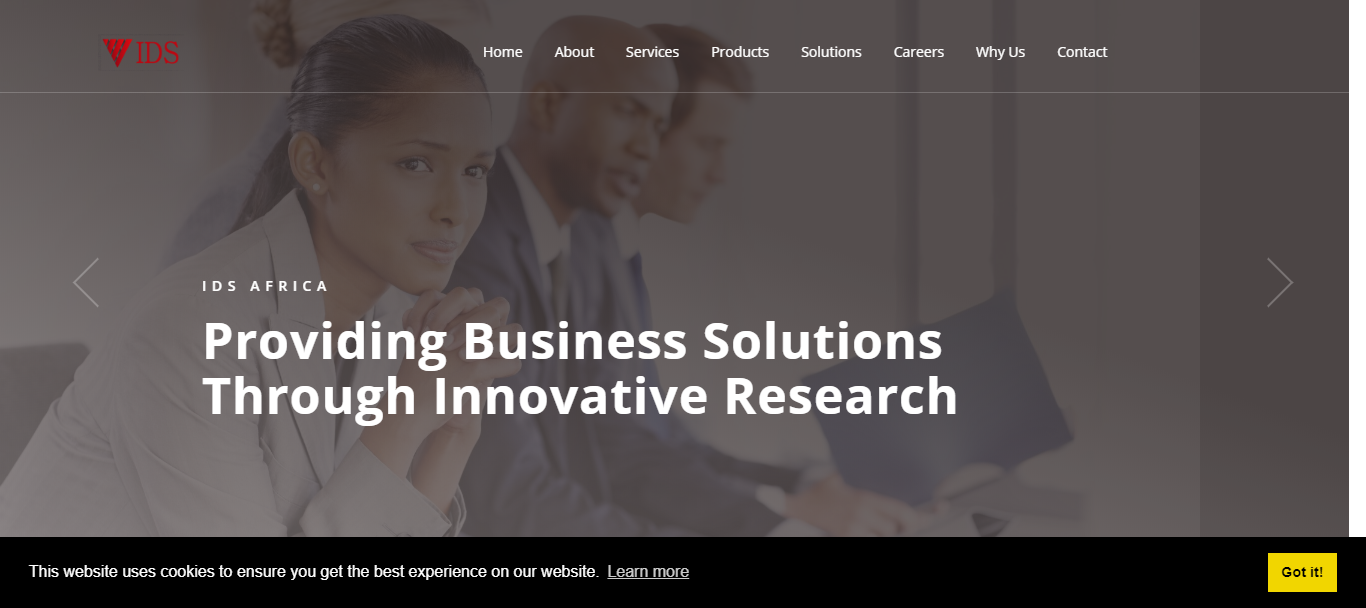 IDS
Home About Services Products Solutions Careers Why Us Contact
IDS AFRICA
Providing Business Solutions
Through Innovative Research
This website uses cookies to ensure you get the best experience on our website. Learn more
Got it!